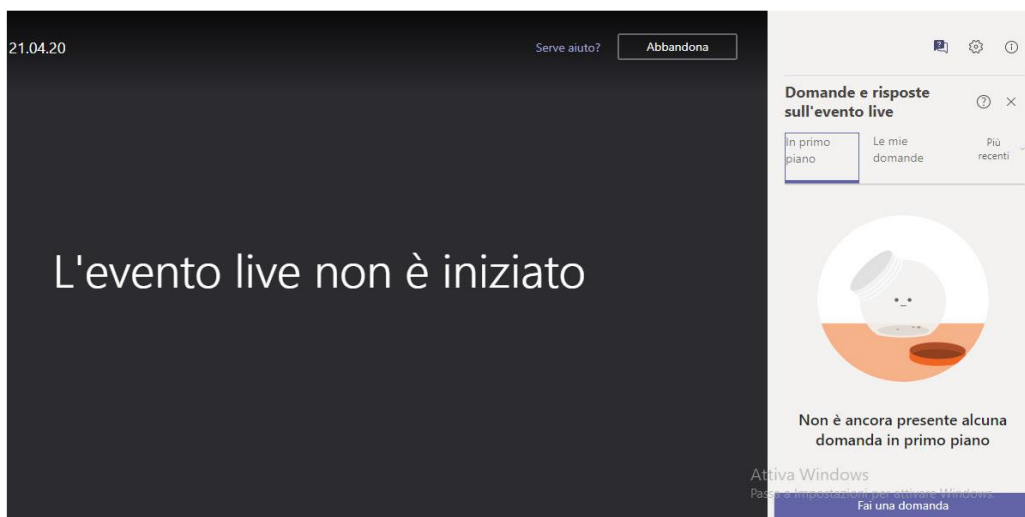 21.04.20
Serve aiuto?
Abbandona
L'evento live non è iniziato
Domande e risposte
sull'evento live
In primo
piano
Le mie
domande
Più
recenti
Non è ancora presente alcuna
domanda in primo piano
Attiva Windows
Passa a Impostazioni per attivare Windows.
Fai una domanda